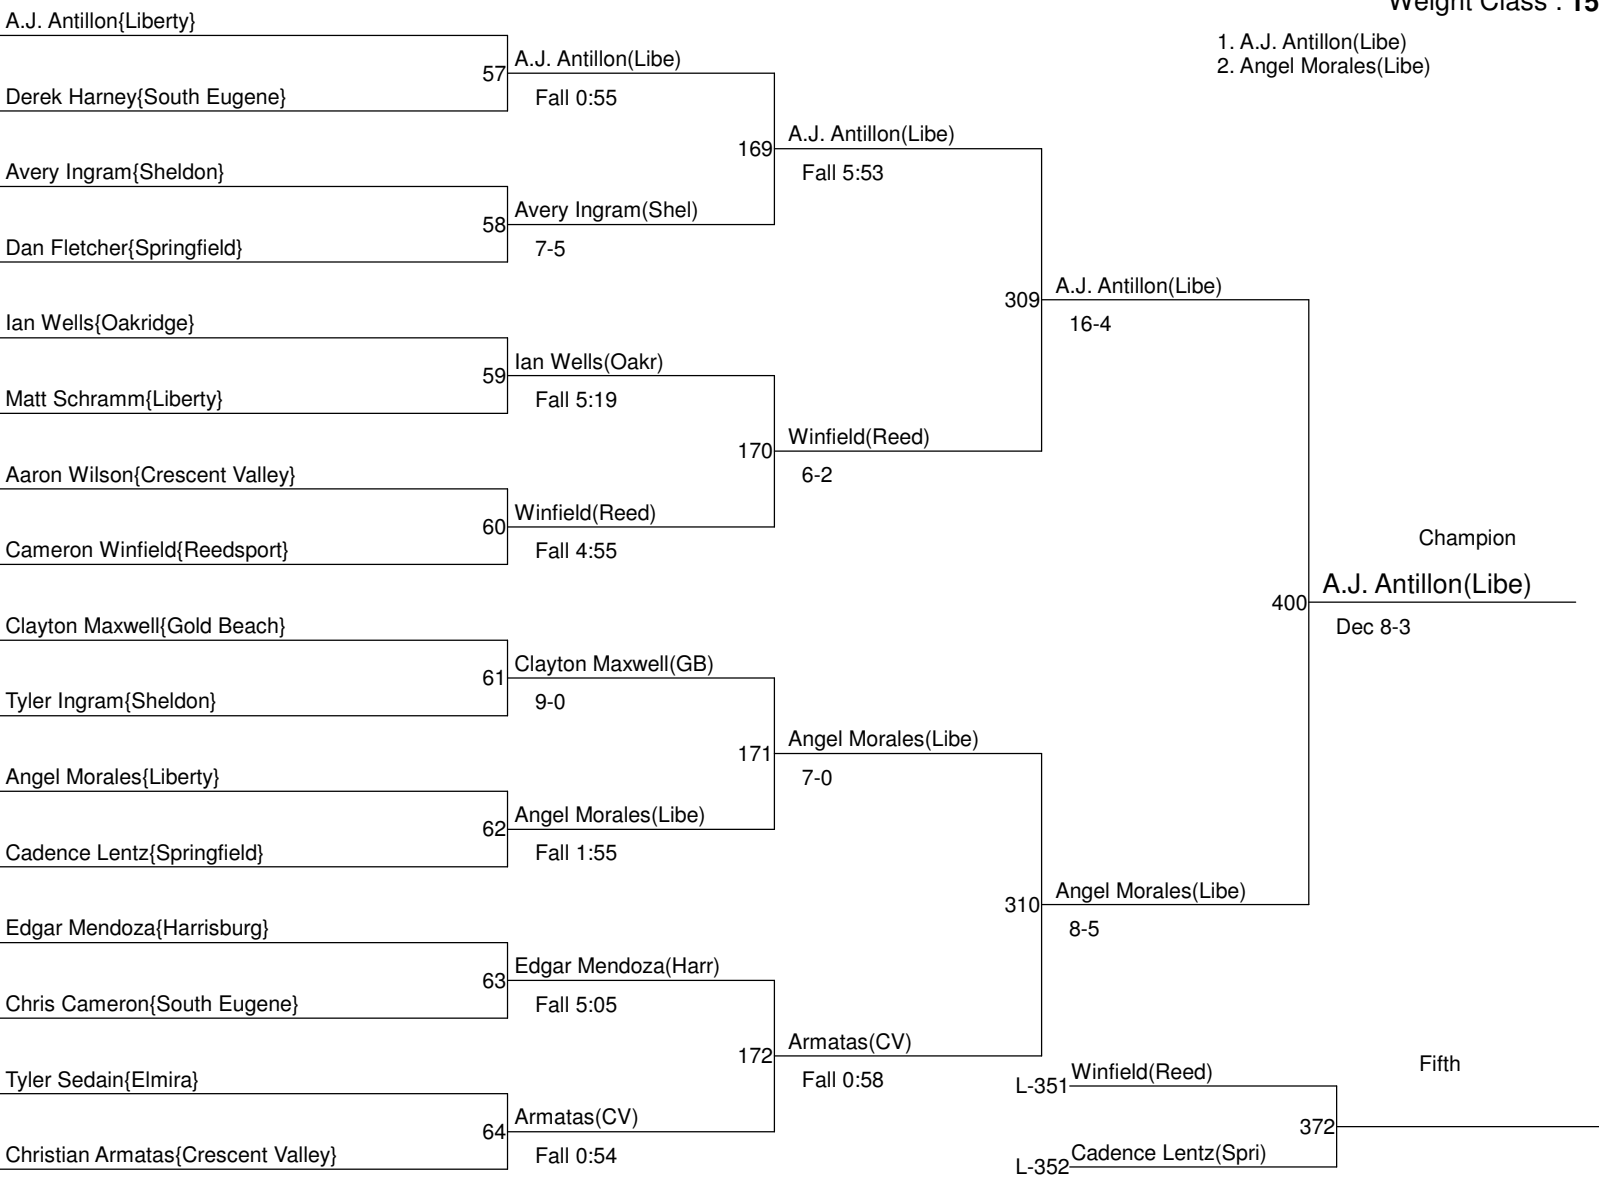 Weight Class : 15
1. A.J. Antillon(Libe)
2. Angel Morales(Libe)
A.J. Antillon{Liberty}
57
Derek Harney{South Eugene}
A.J. Antillon(Libe)
Fall 0:55
Avery Ingram{Sheldon}
58
Dan Fletcher{Springfield}
Avery Ingram(Shel)
7-5
169
A.J. Antillon(Libe)
Fall 5:53
Ian Wells{Oakridge}
59
Matt Schramm{Liberty}
Ian Wells(Oakr)
Fall 5:19
Aaron Wilson{Crescent Valley}
60
Cameron Winfield{Reedsport}
Winfield(Reed)
Fall 4:55
170
Winfield(Reed)
6-2
309
A.J. Antillon(Libe)
16-4
Clayton Maxwell{Gold Beach}
61
Tyler Ingram{Sheldon}
Clayton Maxwell(GB)
9-0
Angel Morales{Liberty}
62
Cadence Lentz{Springfield}
Angel Morales(Libe)
Fall 1:55
171
Angel Morales(Libe)
7-0
Edgar Mendoza{Harrisburg}
63
Chris Cameron{South Eugene}
Edgar Mendoza(Harr)
Fall 5:05
Tyler Sedain{Elmira}
64
Christian Armatas{Crescent Valley}
Armatas(CV)
Fall 0:54
172
Armatas(CV)
Fall 0:58
310
Angel Morales(Libe)
8-5
400
Champion
A.J. Antillon(Libe)
Dec 8-3
Fifth
L-351
Winfield(Reed)
372
L-352
Cadence Lentz(Spri)